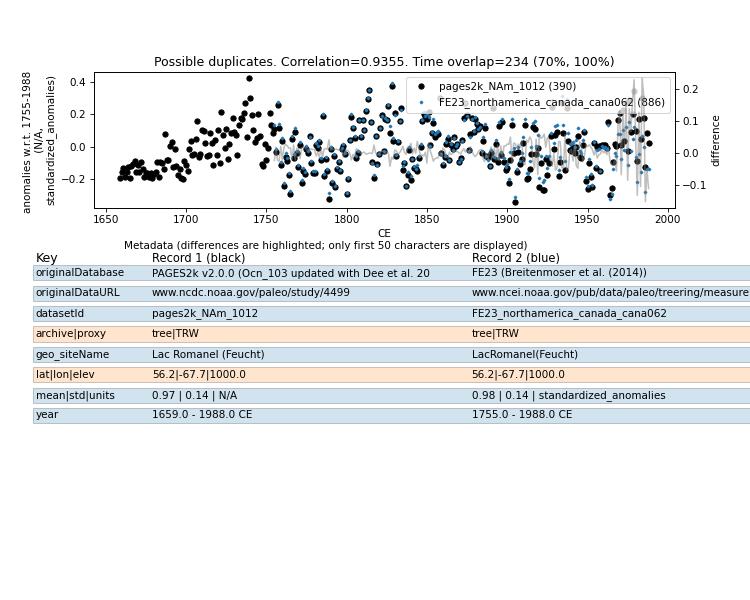 Possible duplicates. Correlation=0.9355. Time overlap=234 (70%, 100%)
anomalies w.r.t. 1755-1988
(N/A,
standardized_anomalies)
0.4
0.2
0.0
−0.2
pages2k_NAm_1012 (390)
FE23_northamerica_canada_cana062 (886)
0.2
0.1
0.0
−0.1
difference
1650 1700 1750 1800 1850 1900 1950 2000
CE
Metadata (differences are highlighted; only first 50 characters are displayed)
Key Record 1 (black) Record 2 (blue)
originalDatabase PAGES2k v2.0.0 (Ocn_103 updated with Dee et al. 20 FE23 (Breitenmoser et al. (2014))
originalDataURL www.ncdc.noaa.gov/paleo/study/4499 www.ncei.noaa.gov/pub/data/paleo/treering/measure
datasetId pages2k_NAm_1012 FE23_northamerica_canada_cana062
archive|proxy tree|TRW tree|TRW
geo_siteName Lac Romanel (Feucht) LacRomanel(Feucht)
lat|lon|elev 56.2|-67.7|1000.0 56.2|-67.7|1000.0
mean|std|units 0.97 | 0.14 | N/A 0.98 | 0.14 | standardized_anomalies
year 1659.0 - 1988.0 CE 1755.0 - 1988.0 CE